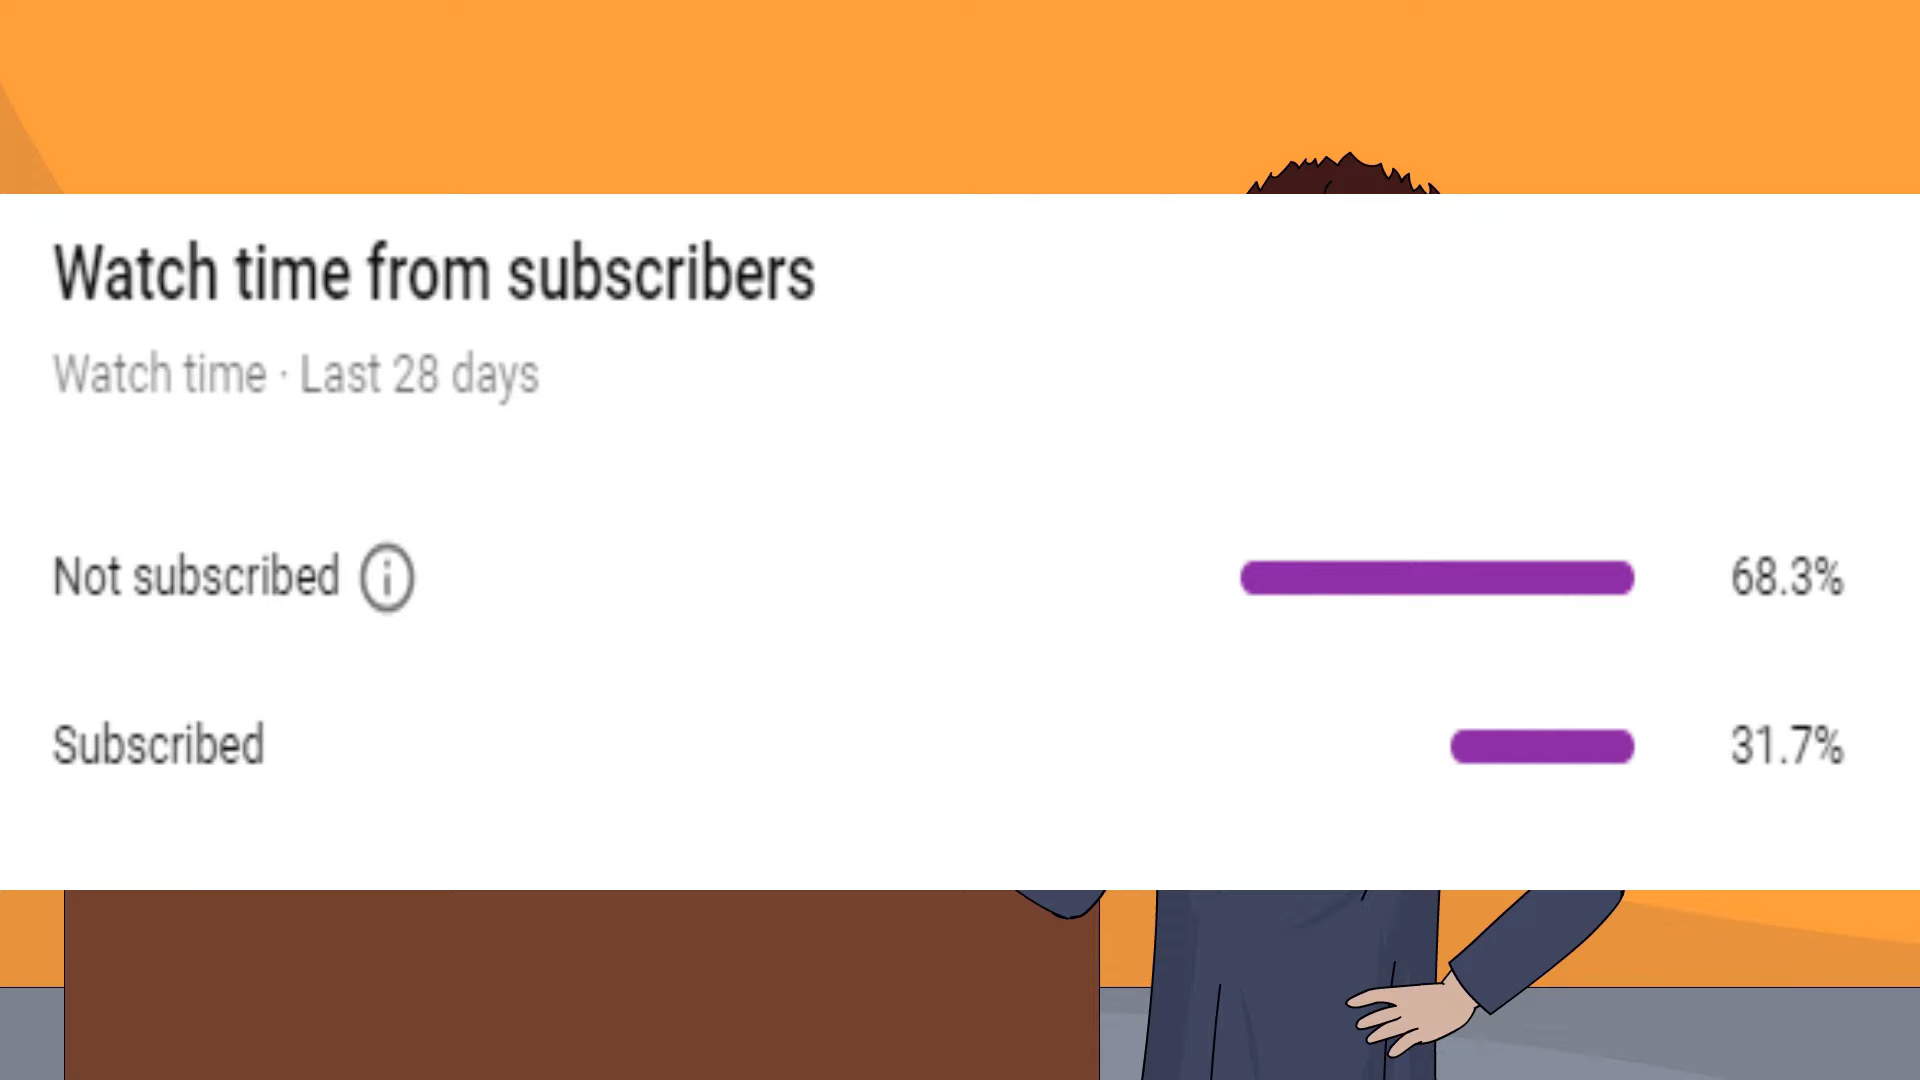 Watch time from subscribers
Watch time · Last 28 days
Not subscribed 68.3%
Subscribed 31.7%